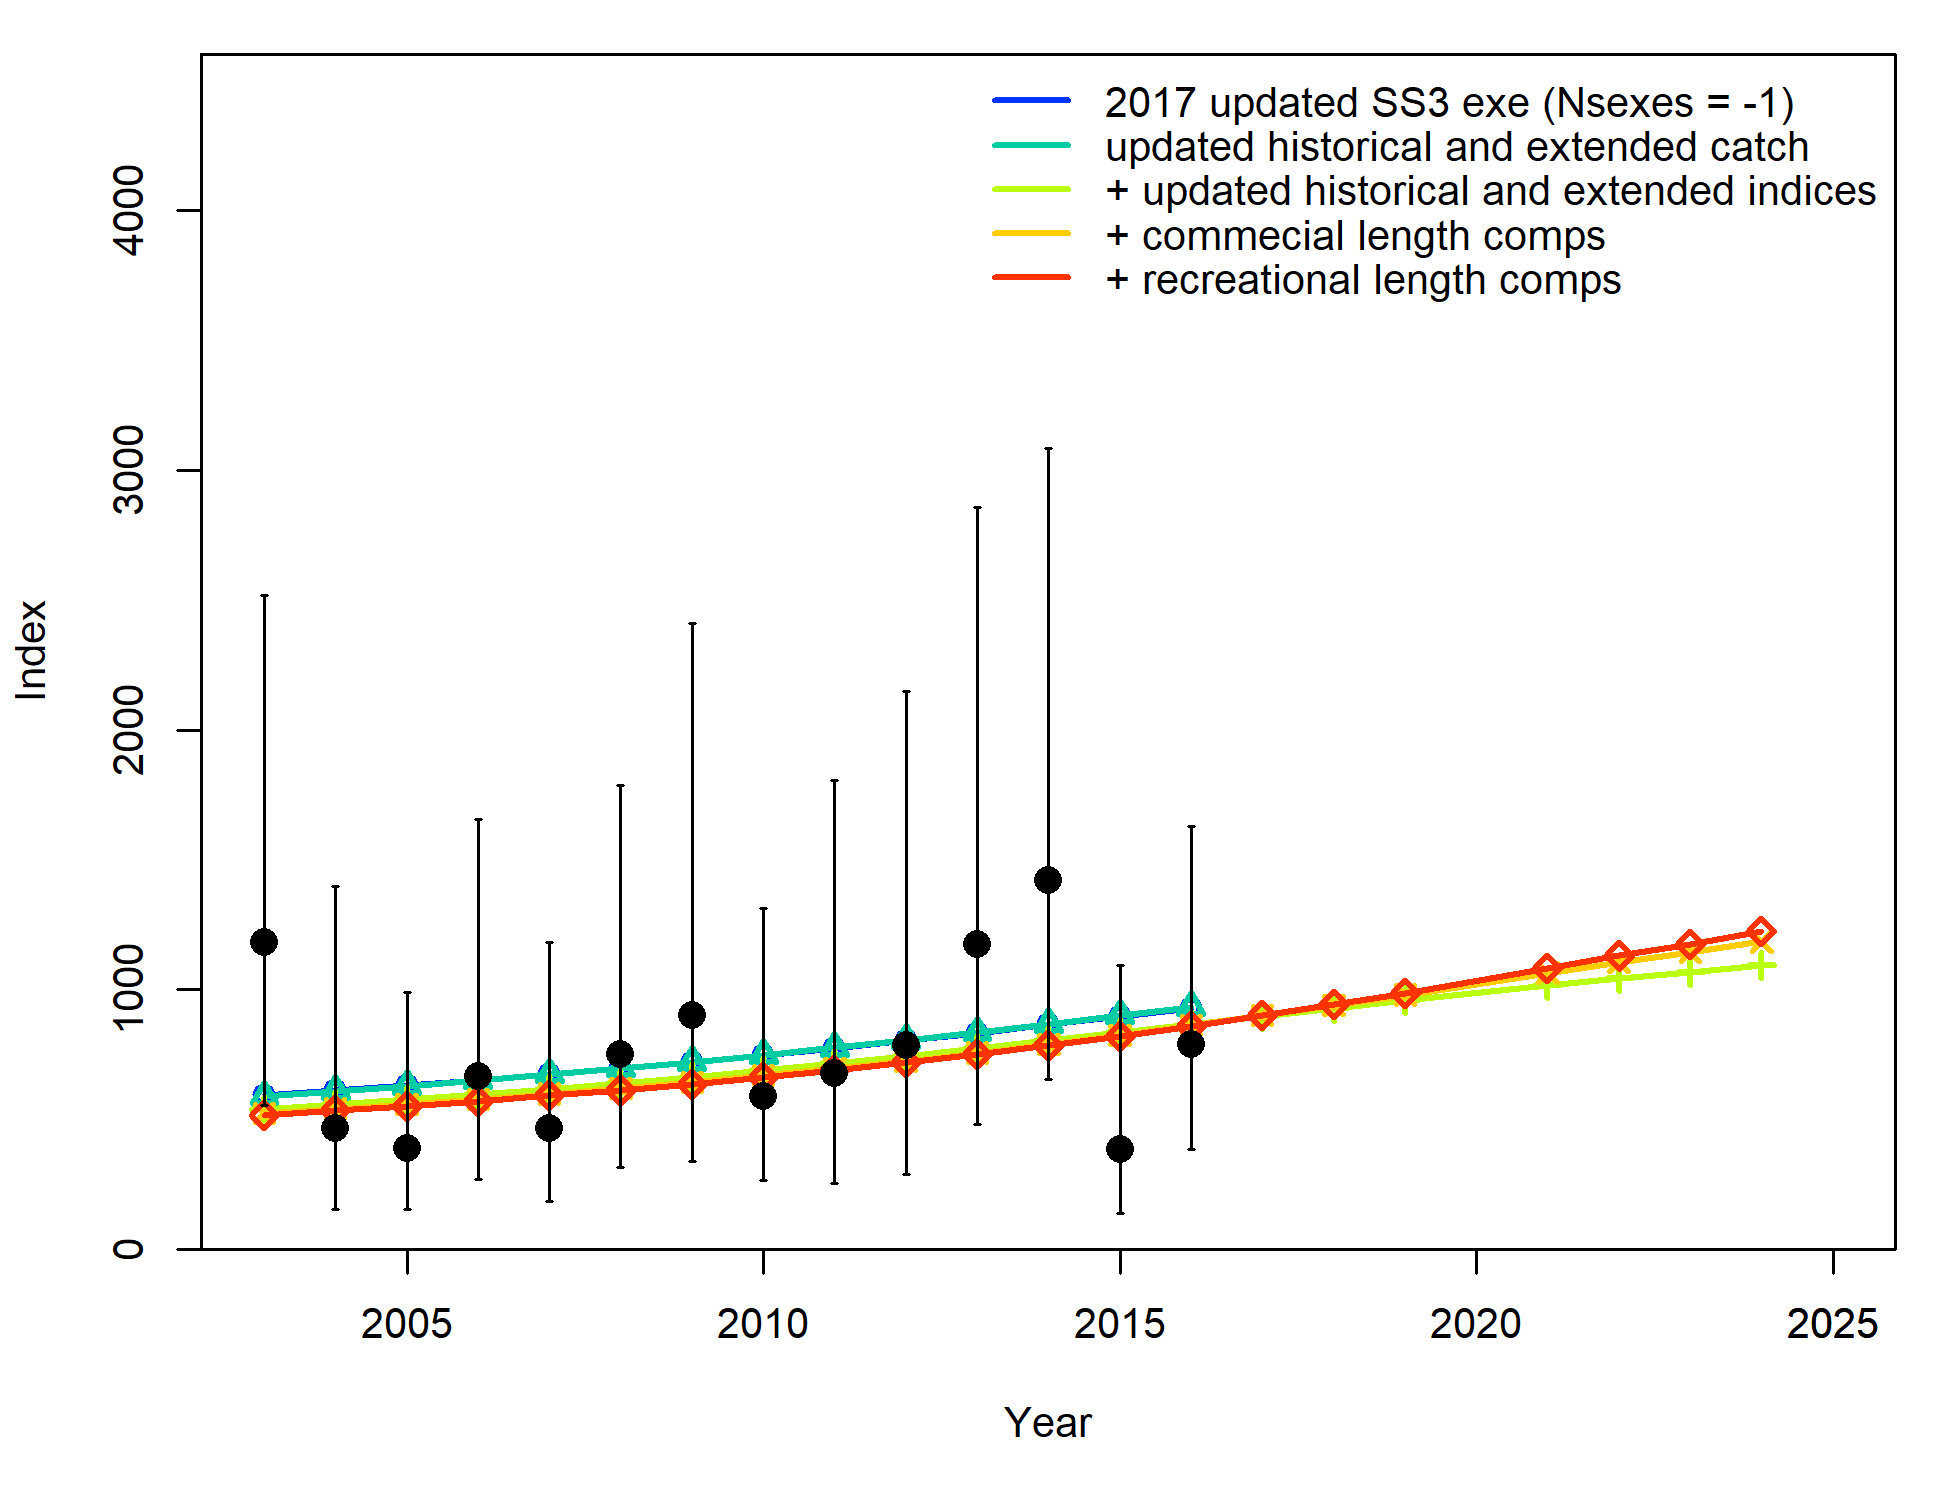 2017 updated SS3 exe (Nsexes = -1)
updated historical and extended catch
+ updated historical and extended indices
+ commecial length comps
+ recreational length comps
4000
3000
2000
1000
0
Index
2005 2010 2015 2020 2025
Year